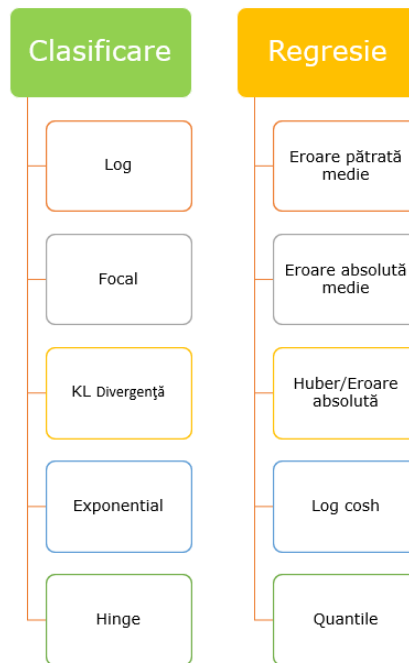 Clasificare
Log
Focal
KL Divergență
Exponential
Hinge
Regresie
Eroare pătrată
medie
Eroare absolută
medie
Huber/Eroare
absolută
Log cosh
Quantile